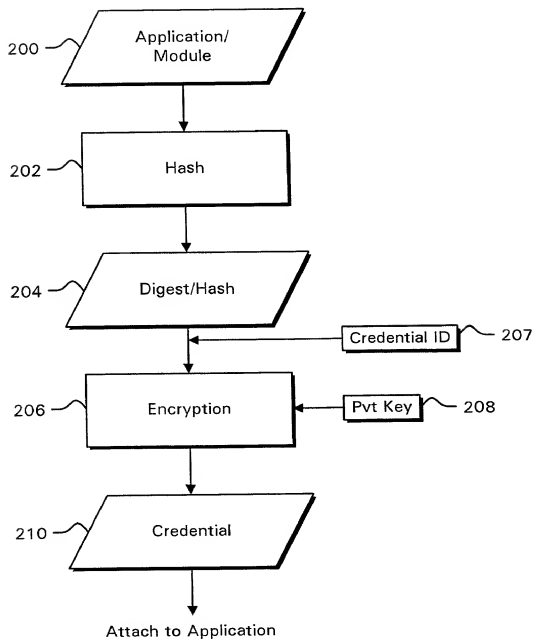 200
Application/
Module
202
Hash
204
Digest/Hash
Credential ID
207
206
Encryption
Pvt Key
208
210
Credential
Attach to Application